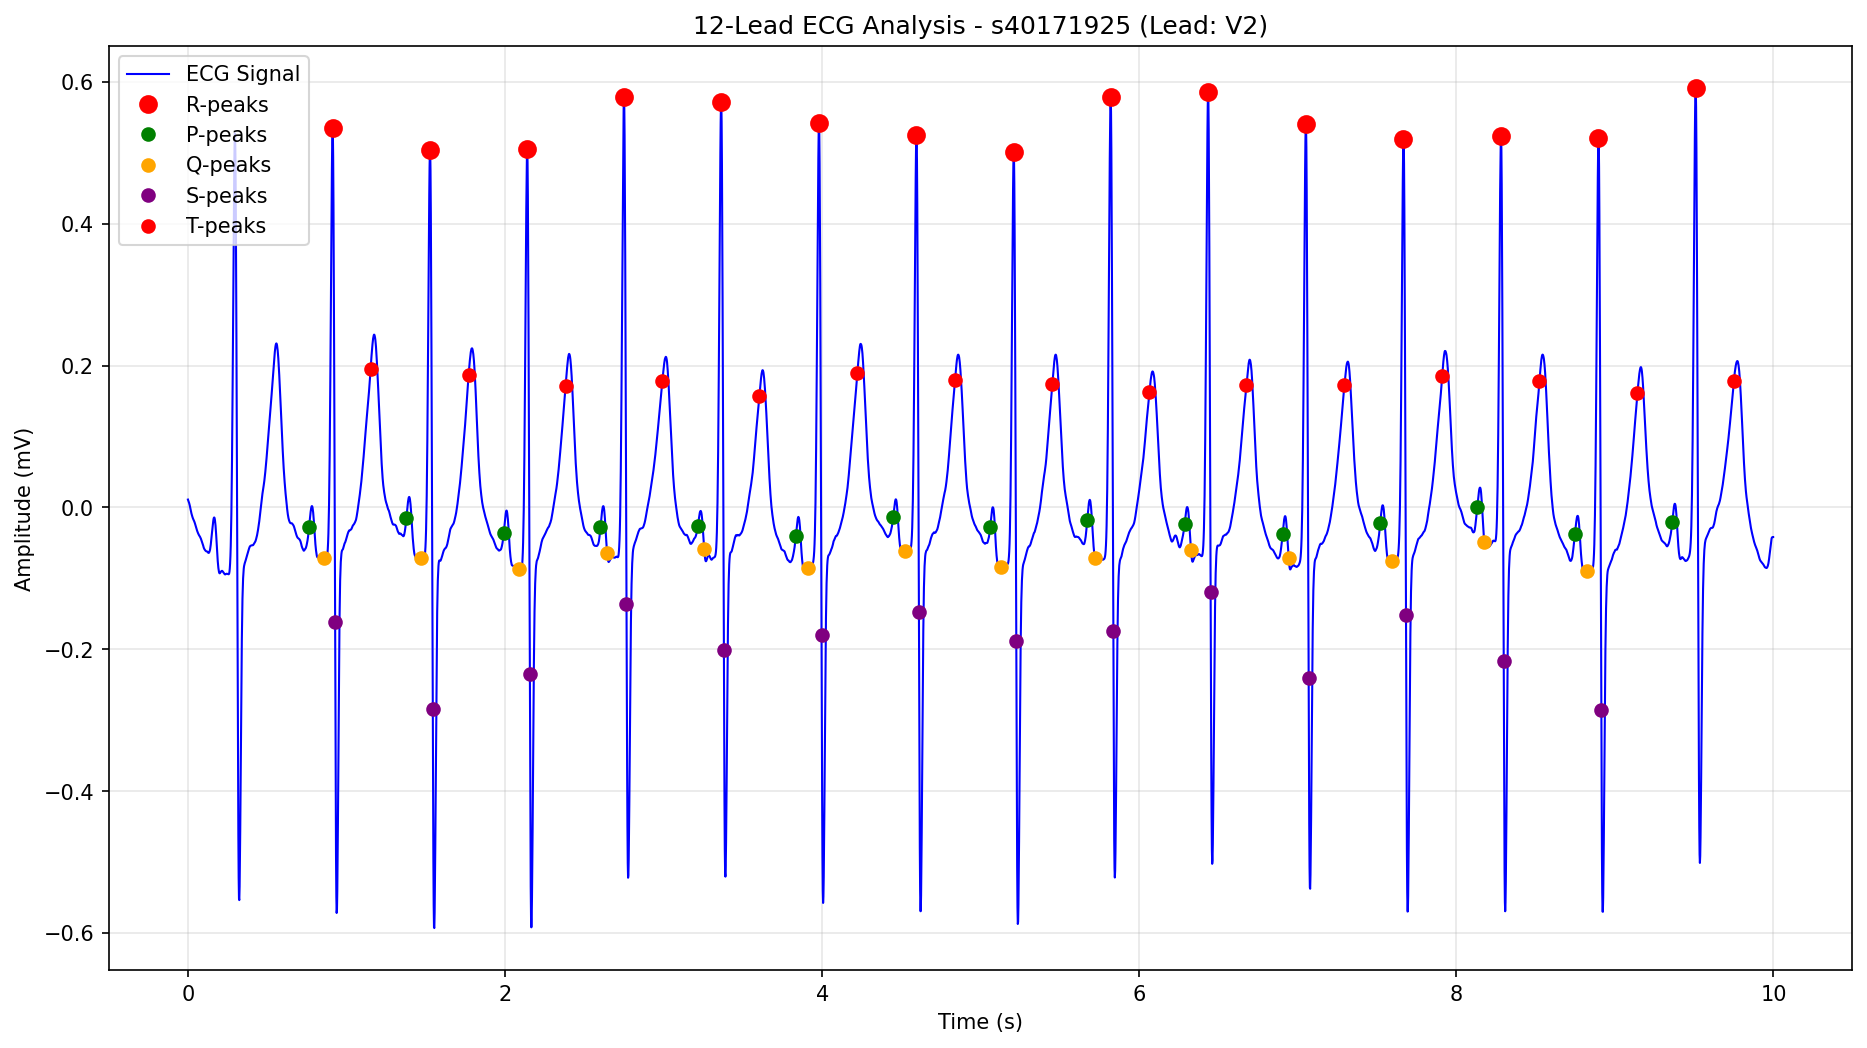 12-Lead ECG Analysis - s40171925 (Lead: V2)
ECG Signal
R-peaks
P-peaks
Q-peaks
S-peaks
T-peaks
0.6
0.4
0.2
0.0
−0.2
−0.4
−0.6
Amplitude (mV)
0 2 4 6 8 10
Time (s)